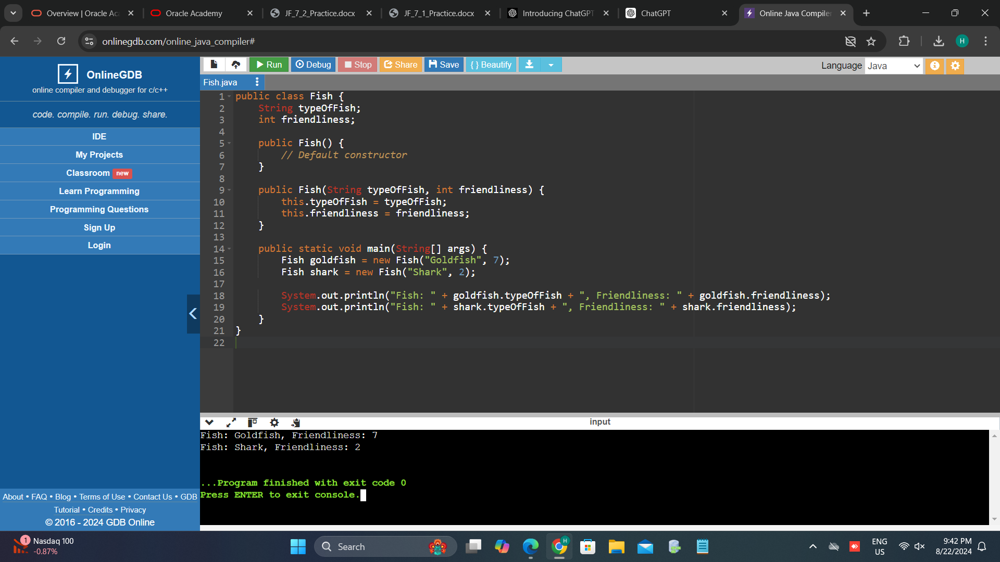 Overview | Oracle Ac
Oracle Academy
JF_7_2_Practice.docx
JF_7_1_Practice.docx
Introducing ChatGPT
ChatGPT
Online Java Compiler
onlinegdb.com/online_java_compiler#
H
OnlineGDB
online compiler and debugger for c/c++
code. compile. run. debug. share.
IDE
My Projects
Classroom new
Learn Programming
Programming Questions
Sign Up
Login
About • FAQ • Blog • Terms of Use • Contact Us • GDB
Tutorial • Credits • Privacy
© 2016 - 2024 GDB Online
Run
Debug
Stop
Share
Save
{ } Beautify
Language Java
Fish.java
1 public class Fish {
2 String typeOfFish;
3 int friendliness;
4
5 public Fish() {
6 // Default constructor
7 }
8
9 public Fish(String typeOfFish, int friendliness) {
10 this.typeOfFish = typeOfFish;
11 this.friendliness = friendliness;
12 }
13
14 public static void main(String[] args) {
15 Fish goldfish = new Fish("Goldfish", 7);
16 Fish shark = new Fish("Shark", 2);
17
18 System.out.println("Fish: " + goldfish.typeOfFish + ", Friendliness: " + goldfish.friendliness);
19 System.out.println("Fish: " + shark.typeOfFish + ", Friendliness: " + shark.friendliness);
20 }
21 }
22
input
Fish: Goldfish, Friendliness: 7
Fish: Shark, Friendliness: 2
...Program finished with exit code 0
Press ENTER to exit console.
1
Nasdaq 100
-0.87%
Search
H
ENG
US
9:42 PM
8/22/2024